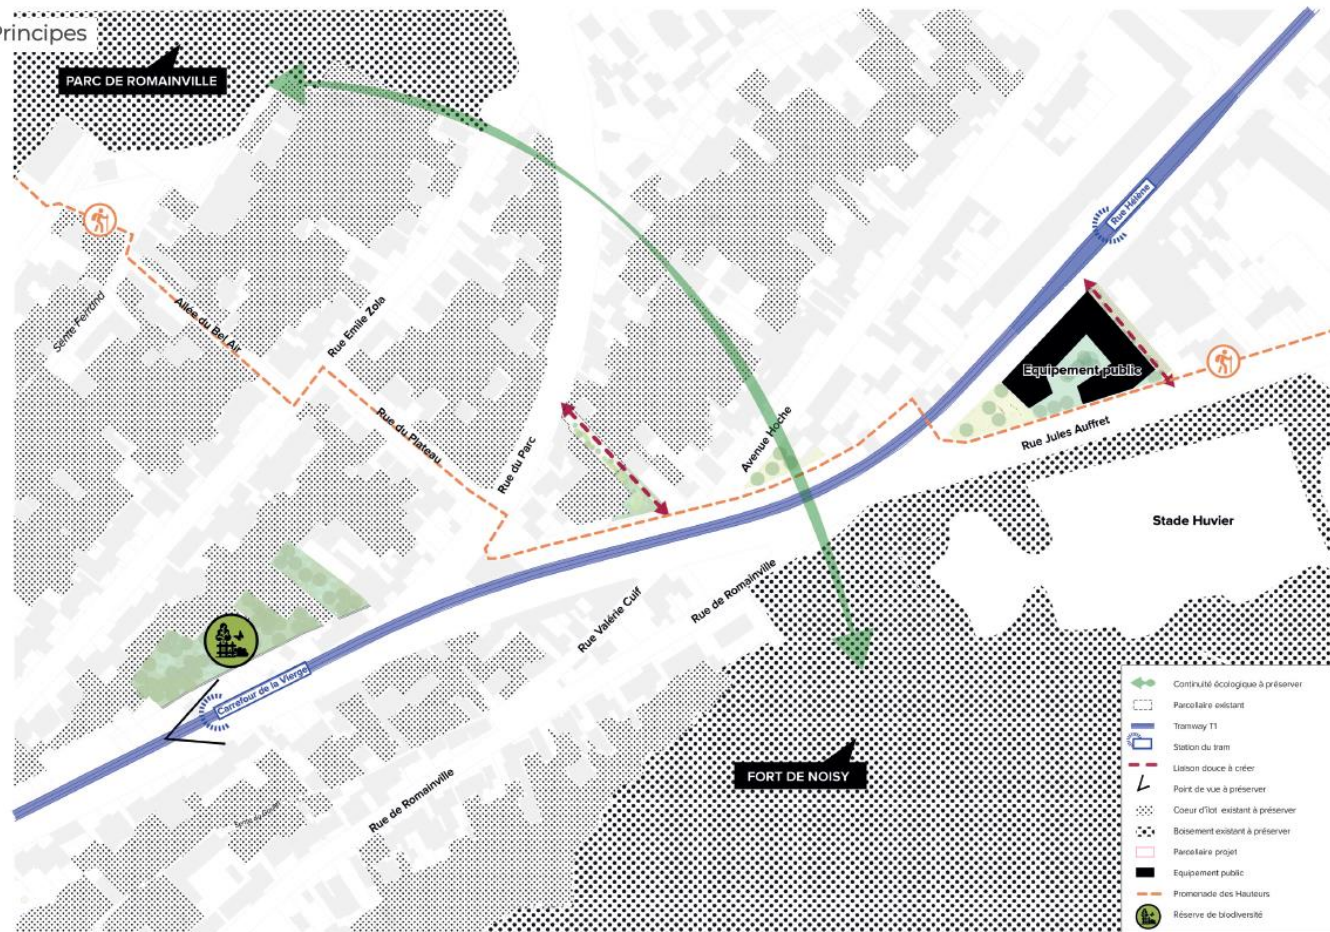 Principes
PARC DE ROMAINVILLE
Rue Hélène
Sente Ferrand
Allée du Bel Air
Rue Emile Zola
Equipement public
Rue du Plateau
Avenue Hoche
Rue Jules Auffret
Rue du Parc
Stade Huvier
Rue Valérie Cuif
Rue de Romainville
Carrefour de la Vierge
FORT DE NOISY
Rue de Romainville
Continuité écologique à préserver
Parcellaire existant
Tramway T1
Station du tram
Liaison douce à créer
Point de vue à préserver
Coeur d'îlot existant à préserver
Boisement existant à préserver
Parcellaire projet
Equipement public
Promenade des Hauteurs
Réserve de biodiversité